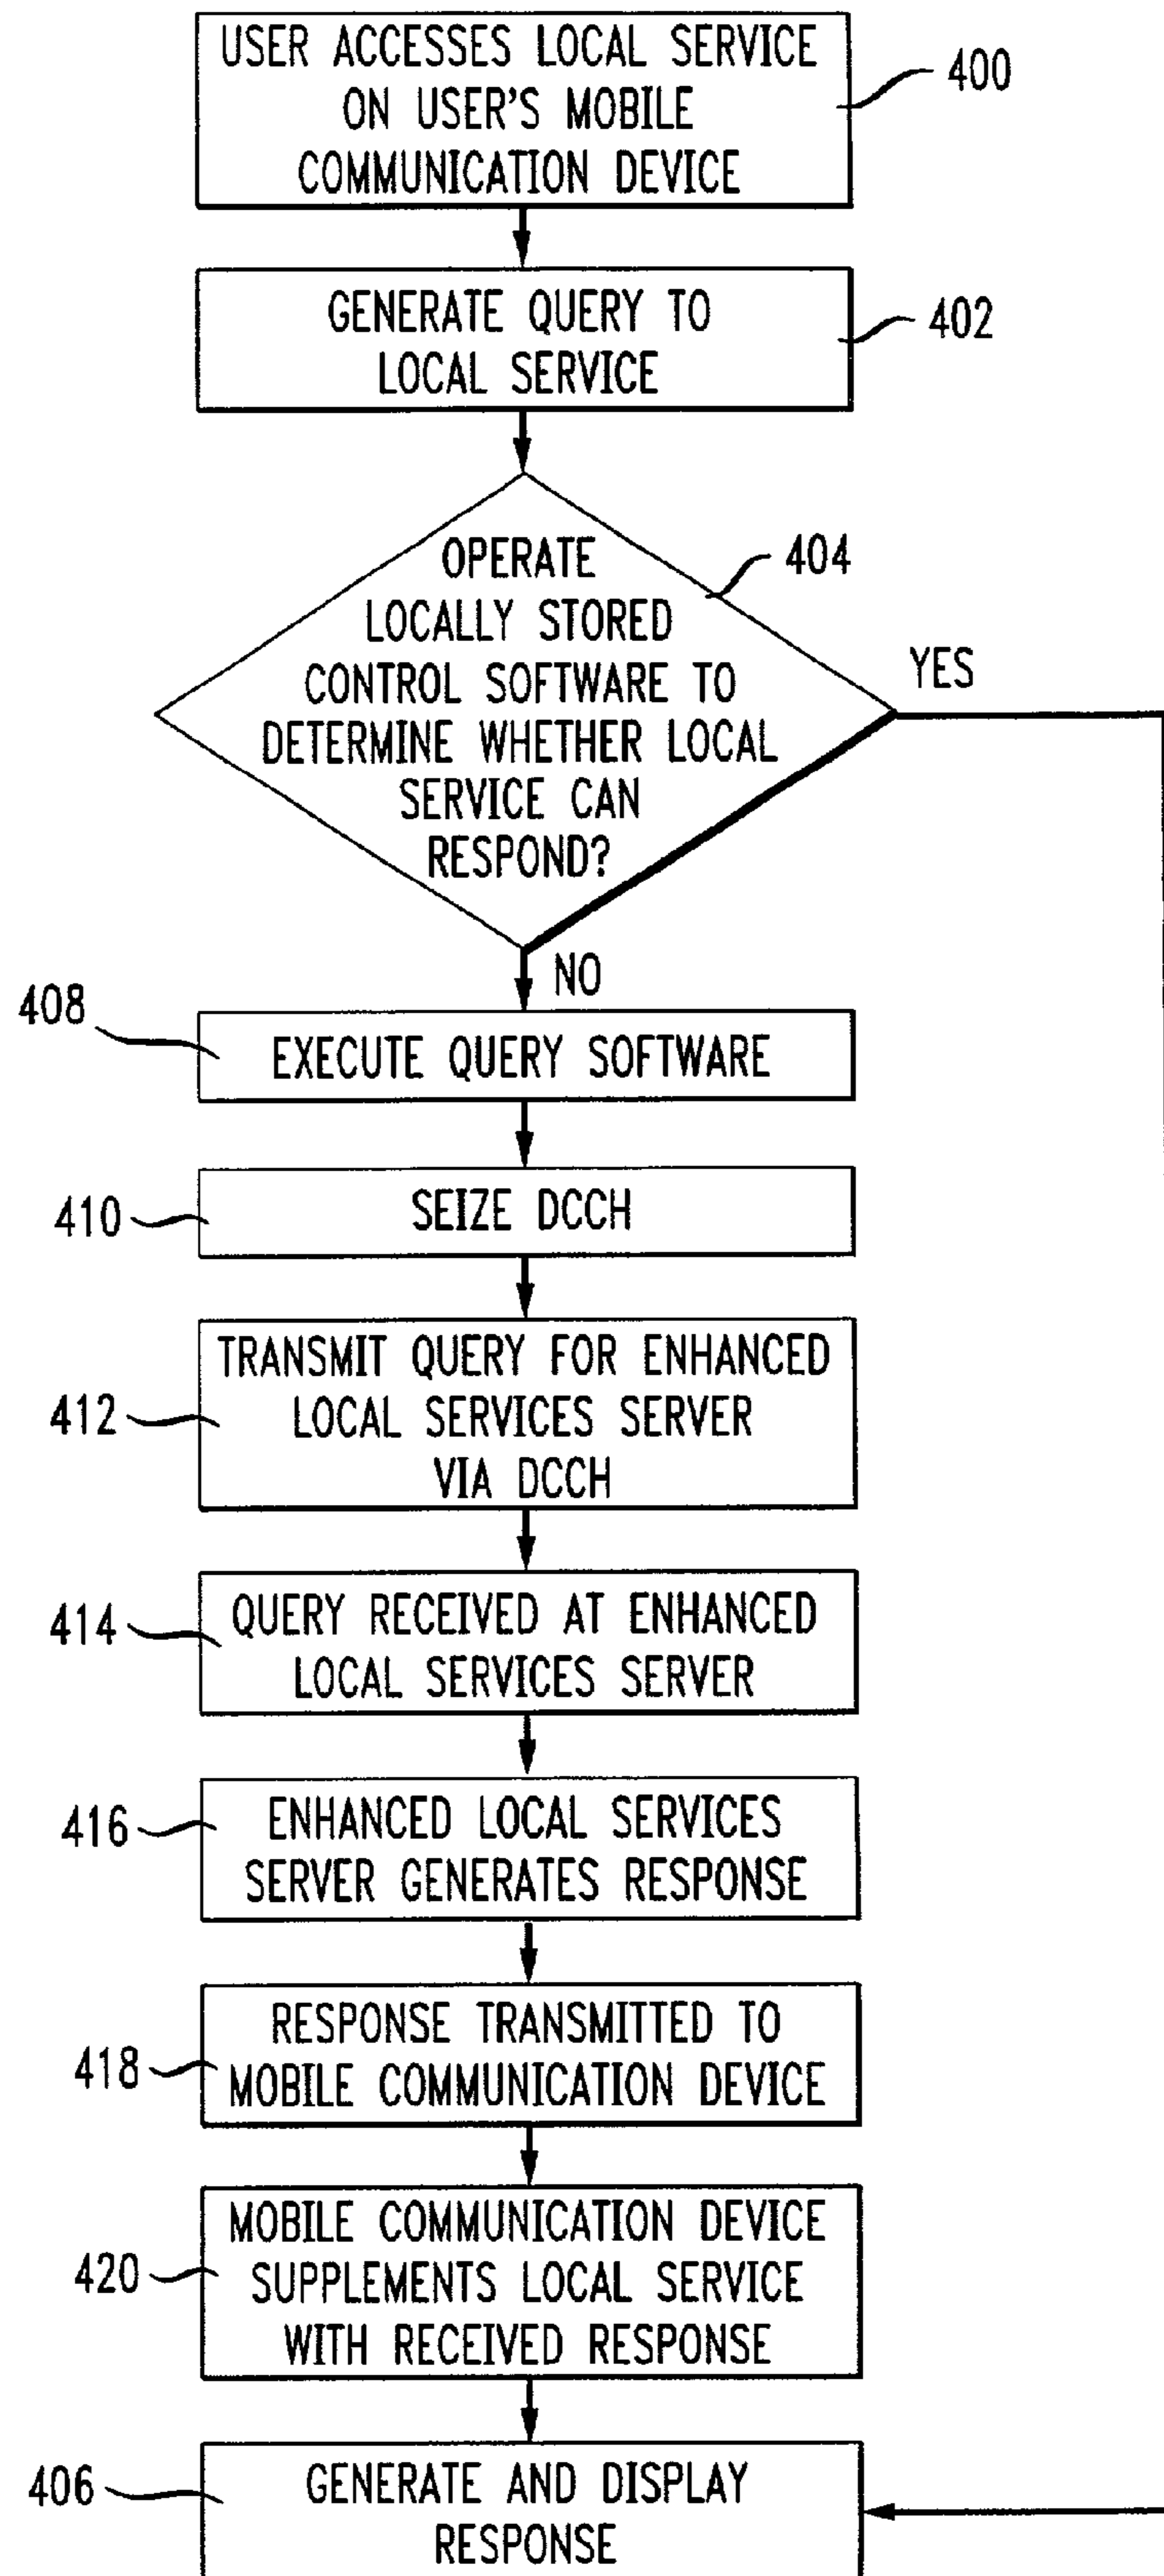 USER ACCESSES LOCAL SERVICE
ON USER'S MOBILE
COMMUNICATION DEVICE
400
GENERATE QUERY TO
LOCAL SERVICE
402
OPERATE
LOCALLY STORED
CONTROL SOFTWARE TO
DETERMINE WHETHER LOCAL
SERVICE CAN
RESPOND?
404
YES
NO
408
EXECUTE QUERY SOFTWARE
410
SEIZE DCCH
412
TRANSMIT QUERY FOR ENHANCED
LOCAL SERVICES SERVER
VIA DCCH
414
QUERY RECEIVED AT ENHANCED
LOCAL SERVICES SERVER
416
ENHANCED LOCAL SERVICES
SERVER GENERATES RESPONSE
418
RESPONSE TRANSMITTED TO
MOBILE COMMUNICATION DEVICE
420
MOBILE COMMUNICATION DEVICE
SUPPLEMENTS LOCAL SERVICE
WITH RECEIVED RESPONSE
406
GENERATE AND DISPLAY
RESPONSE